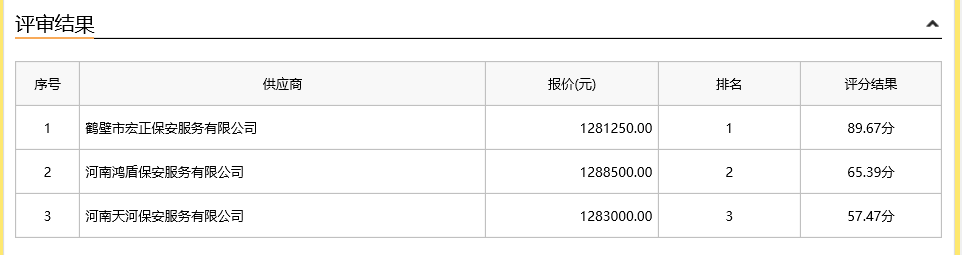 评审结果
序号 供应商 报价(元) 排名 评分结果
1 鹤壁市宏正保安服务有限公司 1281250.00 1 89.67分
2 河南鸿盾保安服务有限公司 1288500.00 2 65.39分
3 河南天河保安服务有限公司 1283000.00 3 57.47分